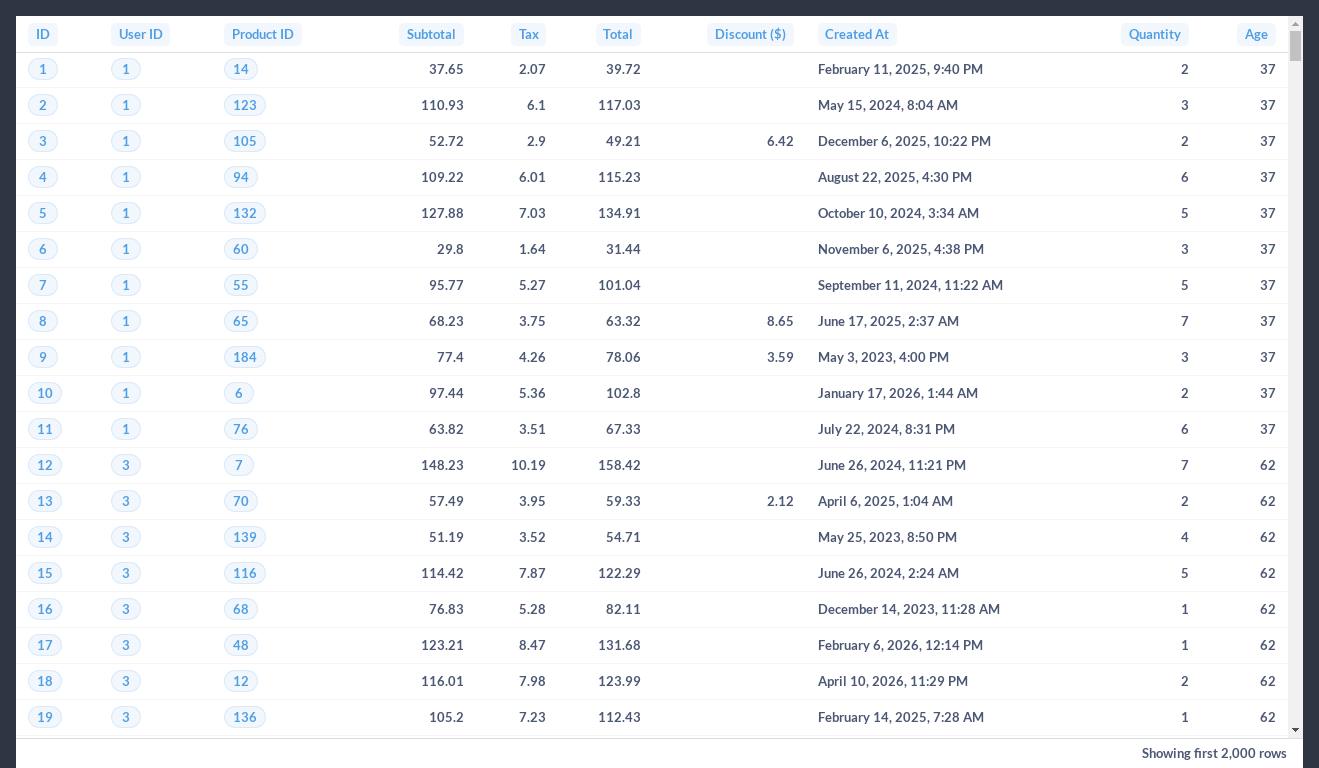 ID User ID Product ID Subtotal Tax Total Discount ($) Created At Quantity Age
1 1 14 37.65 2.07 39.72 February 11, 2025, 9:40 PM 2 37
2 1 123 110.93 6.1 117.03 May 15, 2024, 8:04 AM 3 37
3 1 105 52.72 2.9 49.21 6.42 December 6, 2025, 10:22 PM 2 37
4 1 94 109.22 6.01 115.23 August 22, 2025, 4:30 PM 6 37
5 1 132 127.88 7.03 134.91 October 10, 2024, 3:34 AM 5 37
6 1 60 29.8 1.64 31.44 November 6, 2025, 4:38 PM 3 37
7 1 55 95.77 5.27 101.04 September 11, 2024, 11:22 AM 5 37
8 1 65 68.23 3.75 63.32 8.65 June 17, 2025, 2:37 AM 7 37
9 1 184 77.4 4.26 78.06 3.59 May 3, 2023, 4:00 PM 3 37
10 1 6 97.44 5.36 102.8 January 17, 2026, 1:44 AM 2 37
11 1 76 63.82 3.51 67.33 July 22, 2024, 8:31 PM 6 37
12 3 7 148.23 10.19 158.42 June 26, 2024, 11:21 PM 7 62
13 3 70 57.49 3.95 59.33 2.12 April 6, 2025, 1:04 AM 2 62
14 3 139 51.19 3.52 54.71 May 25, 2023, 8:50 PM 4 62
15 3 116 114.42 7.87 122.29 June 26, 2024, 2:24 AM 5 62
16 3 68 76.83 5.28 82.11 December 14, 2023, 11:28 AM 1 62
17 3 48 123.21 8.47 131.68 February 6, 2026, 12:14 PM 1 62
18 3 12 116.01 7.98 123.99 April 10, 2026, 11:29 PM 2 62
19 3 136 105.2 7.23 112.43 February 14, 2025, 7:28 AM 1 62
Showing first 2,000 rows